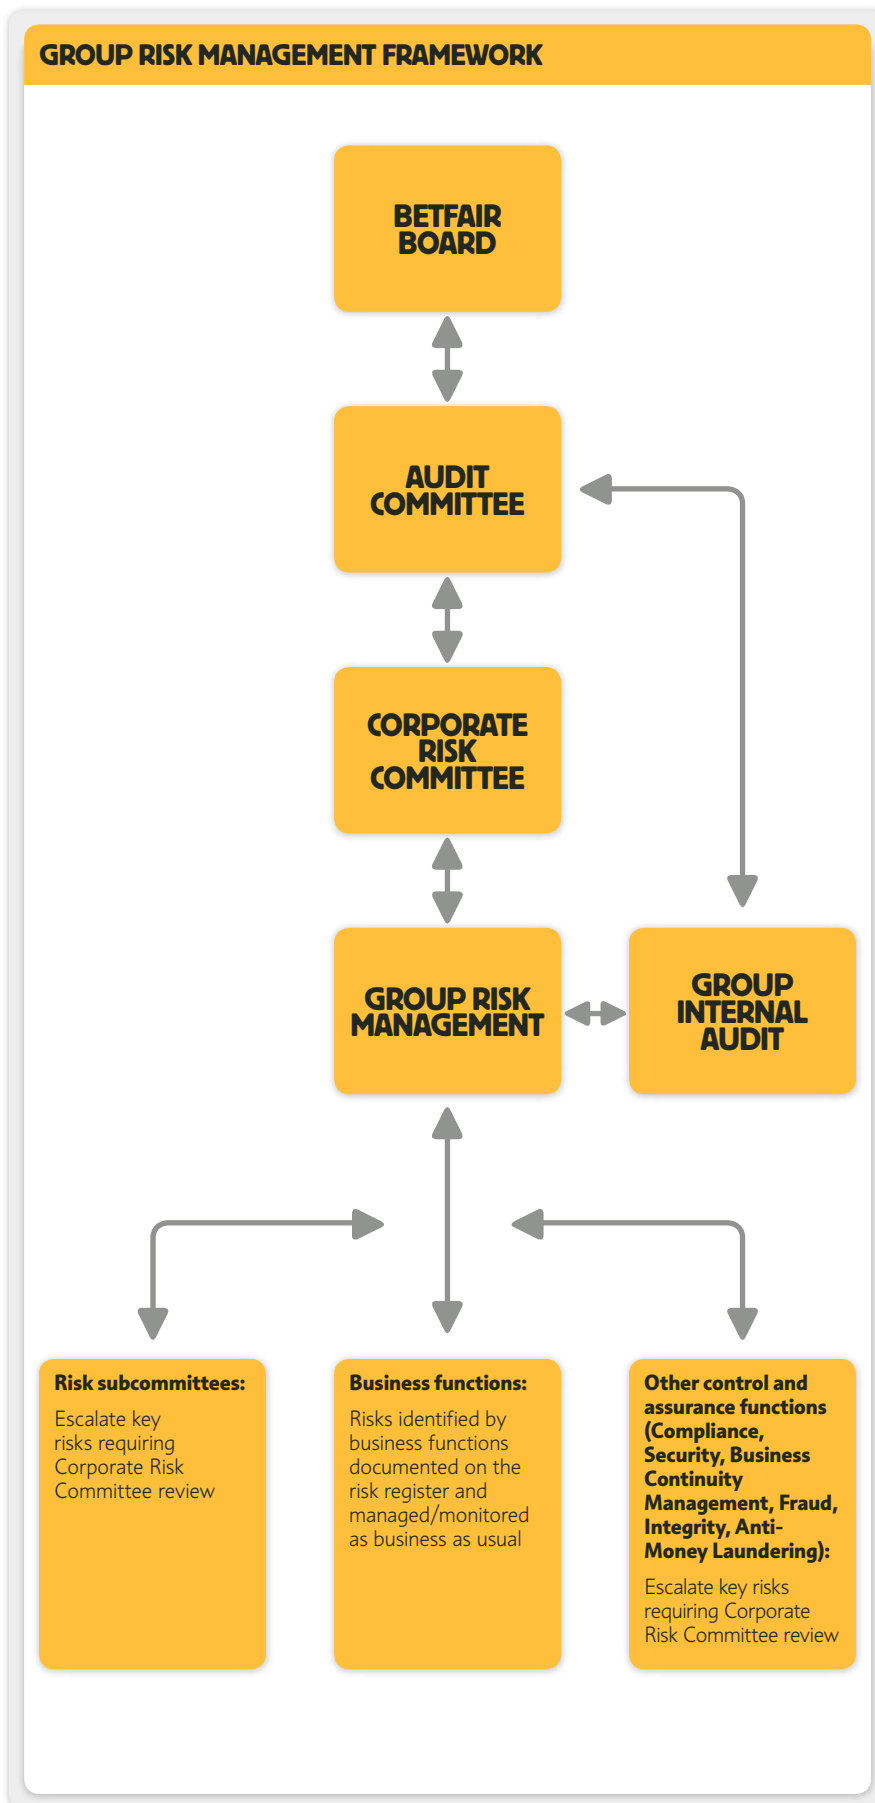 GROUP RISK MANAGEMENT FRAMEWORK
BETFAIR
BOARD
AUDIT
COMMITTEE
CORPORATE
RISK
COMMITTEE
GROUP RISK
MANAGEMENT
GROUP
INTERNAL
AUDIT
Risk subcommittees:
Escalate key
risks requiring
Corporate Risk
Committee review
Business functions:
Risks identified by
business functions
documented on the
risk register and
managed/monitored
as business as usual
Other control and
assurance functions
(Compliance,
Security, Business
Continuity
Management, Fraud,
Integrity, Anti-
Money Laundering):
Escalate key risks
requiring Corporate
Risk Committee review